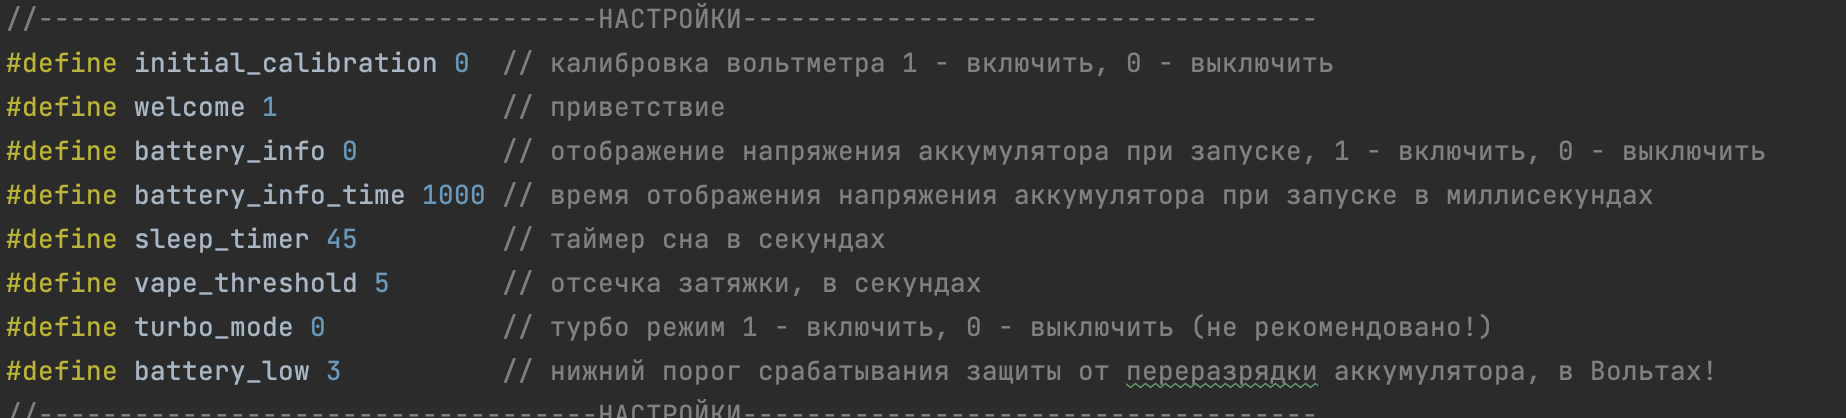 //-----------------------------------НАСТРОЙКИ------------------------------------
#define initial_calibration 0  // калибровка вольтметра 1 - включить, 0 - выключить
#define welcome 1              // приветствие
#define battery_info 0         // отображение напряжения аккумулятора при запуске, 1 - включить, 0 - выключить
#define battery_info_time 1000 // время отображения напряжения аккумулятора при запуске в миллисекундах
#define sleep_timer 45         // таймер сна в секундах
#define vape_threshold 5       // отсечка затяжки, в секундах
#define turbo_mode 0           // турбо режим 1 - включить, 0 - выключить (не рекомендовано!)
#define battery_low 3          // нижний порог срабатывания защиты от переразрядки аккумулятора, в Вольтах!
//-----------------------------------НАСТРОЙКИ------------------------------------